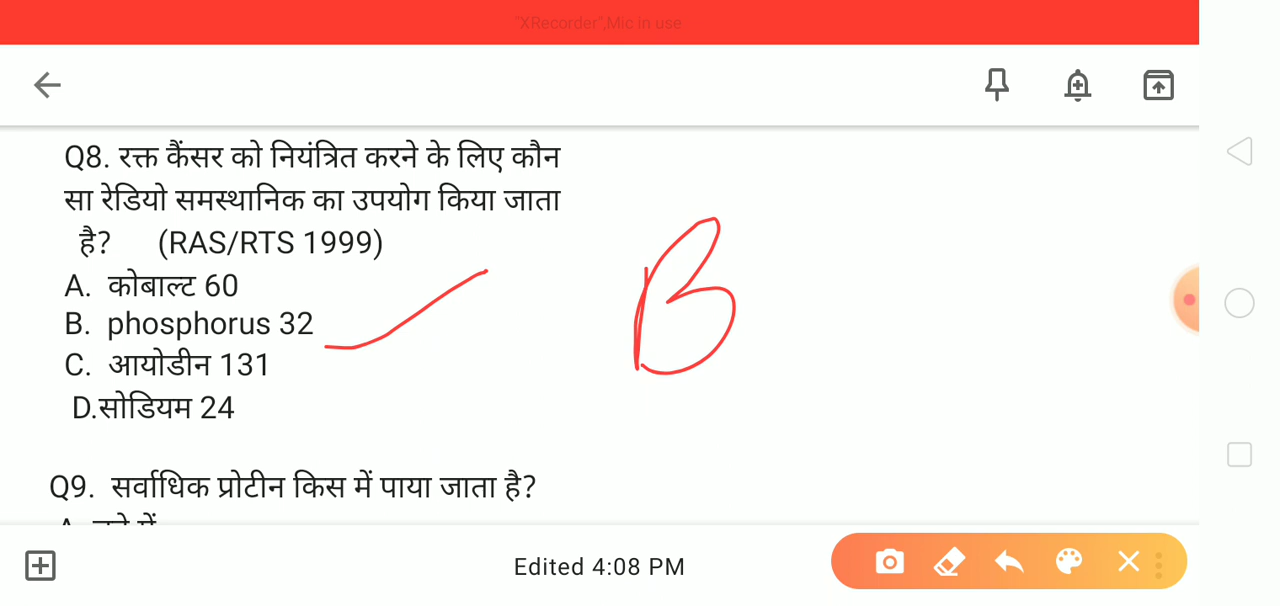 "XRecorder",Mic in use
Q8. रक्त कैंसर को नियंत्रित करने के लिए कौन
सा रेडियो समस्थानिक का उपयोग किया जाता
है? (RAS/RTS 1999)
A. कोबाल्ट 60
B. phosphorus 32
C. आयोडीन 131
D.सोडियम 24
B
Q9. सर्वाधिक प्रोटीन किस में पाया जाता है?
Edited 4:08 PM